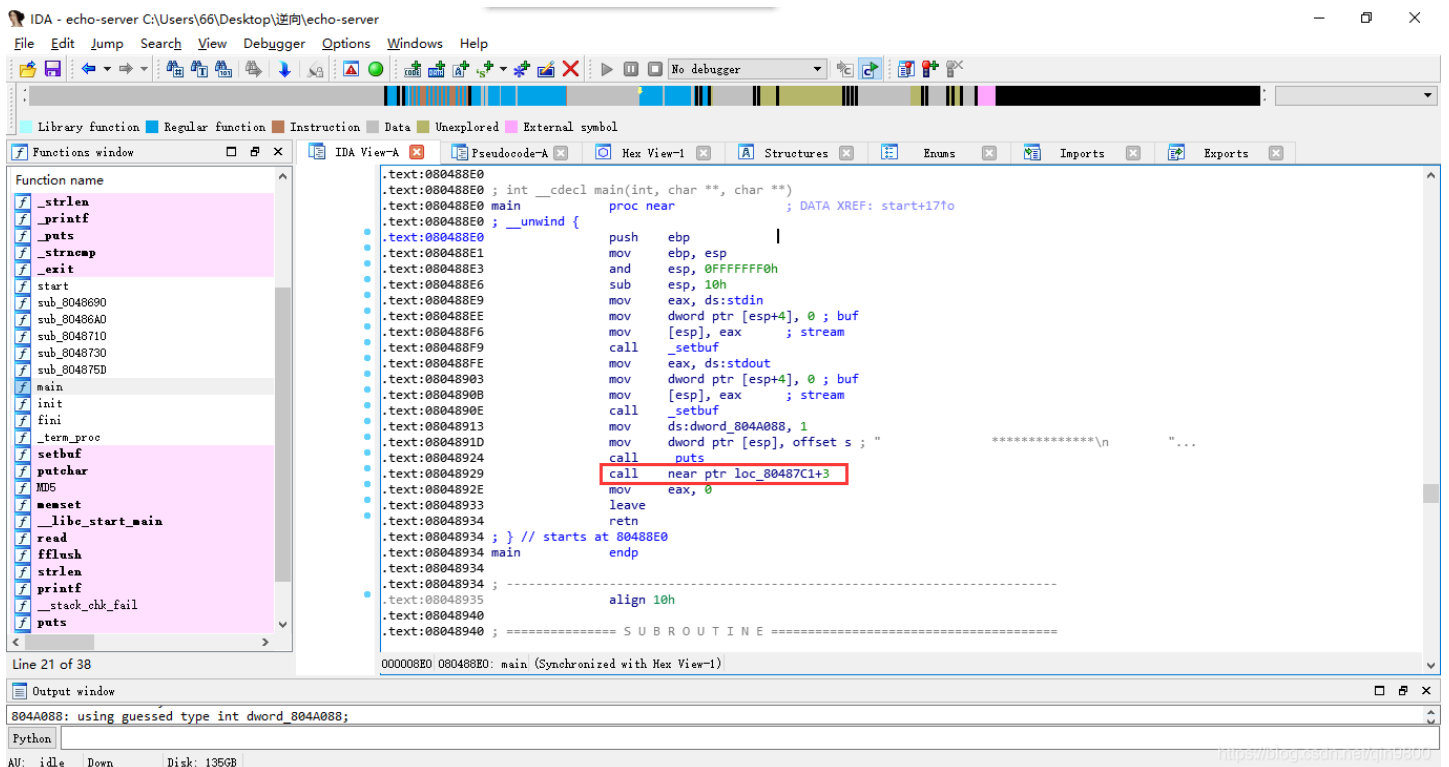 IDA - echo-server C:\Users\66\Desktop\逆向\echo-server
File Edit Jump Search View Debugger Options Windows Help
No debugger
Library function Regular function Instruction Data Unexplored External symbol
Functions window
IDA View-A Pseudocode-A Hex View-1 Structures Enums Imports Exports
Function name
_strlen
_printf
_puts
_strncmp
_exit
start
sub_8048690
sub_80486A0
sub_8048710
sub_8048730
sub_804875D
main
init
fini
_term_proc
setbuf
putchar
MD5
memset
__libc_start_main
read
fflush
strlen
printf
__stack_chk_fail
puts
Line 21 of 38
.text:080488E0
.text:080488E0 ; int __cdecl main(int, char **, char **)
.text:080488E0 main proc near ; DATA XREF: start+17↑o
.text:080488E0 ; __unwind {
.text:080488E0 push ebp
.text:080488E1 mov ebp, esp
.text:080488E3 and esp, 0FFFFFFF0h
.text:080488E6 sub esp, 10h
.text:080488E9 mov eax, ds:stdin
.text:080488EE mov dword ptr [esp+4], 0 ; buf
.text:080488F6 mov [esp], eax ; stream
.text:080488F9 call _setbuf
.text:080488FE mov eax, ds:stdout
.text:08048903 mov dword ptr [esp+4], 0 ; buf
.text:0804890B mov [esp], eax ; stream
.text:0804890E call _setbuf
.text:08048913 mov ds:dword_804A088, 1
.text:0804891D mov dword ptr [esp], offset s ; " **************\n "...
.text:08048924 call _puts
.text:08048929 call near ptr loc_80487C1+3
.text:0804892E mov eax, 0
.text:08048933 leave
.text:08048934 retn
.text:08048934 ; } // starts at 80488E0
.text:08048934 main endp
.text:08048934
.text:08048934 ; ---------------------------------------------------------------------------
.text:08048935 align 10h
.text:08048940
.text:08048940 ; =============== S U B R O U T I N E =======================================
000008E0 080488E0: main (Synchronized with Hex View-1)
Output window
804A088: using guessed type int dword_804A088;
Python
AU: idle Down Disk: 135GB
https://blog.csdn.net/qin9800